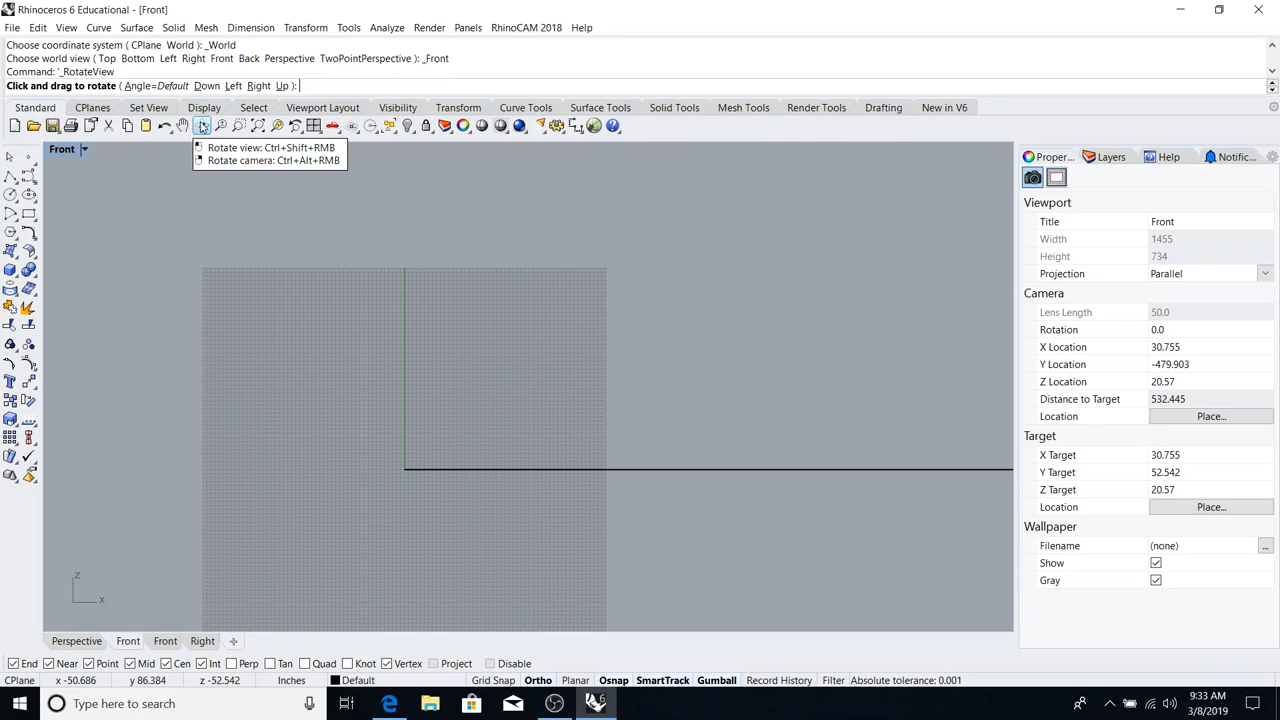 Rhinoceros 6 Educational - [Front]
File Edit View Curve Surface Solid Mesh Dimension Transform Tools Analyze Render Panels RhinoCAM 2018 Help
Choose coordinate system ( CPlane World ): _World
Choose world view ( Top Bottom Left Right Front Back Perspective TwoPointPerspective ): _Front
Command: '_RotateView
Click and drag to rotate ( Angle=Default Down Left Right Up ):
Standard CPlanes Set View Display Select Viewport Layout Visibility Transform Curve Tools Surface Tools Solid Tools Mesh Tools Render Tools Drafting New in V6
Rotate view: Ctrl+Shift+RMB
Rotate camera: Ctrl+Alt+RMB
Front
Proper... Layers Help Notific...
Viewport
Title Front
Width 1455
Height 734
Projection Parallel
Camera
Lens Length 50.0
Rotation 0.0
X Location 30.755
Y Location -479.903
Z Location 20.57
Distance to Target 532.445
Location Place...
Target
X Target 30.755
Y Target 52.542
Z Target 20.57
Location Place...
Wallpaper
Filename (none) ...
Show
Gray
z
x
Perspective Front Front Right
End Near Point Mid Cen Int Perp Tan Quad Knot Vertex Project Disable
CPlane x -50.686 y 86.384 z -52.542 Inches Default Grid Snap Ortho Planar Osnap SmartTrack Gumball Record History Filter Absolute tolerance: 0.001
Type here to search
6
9:33 AM
3/8/2019